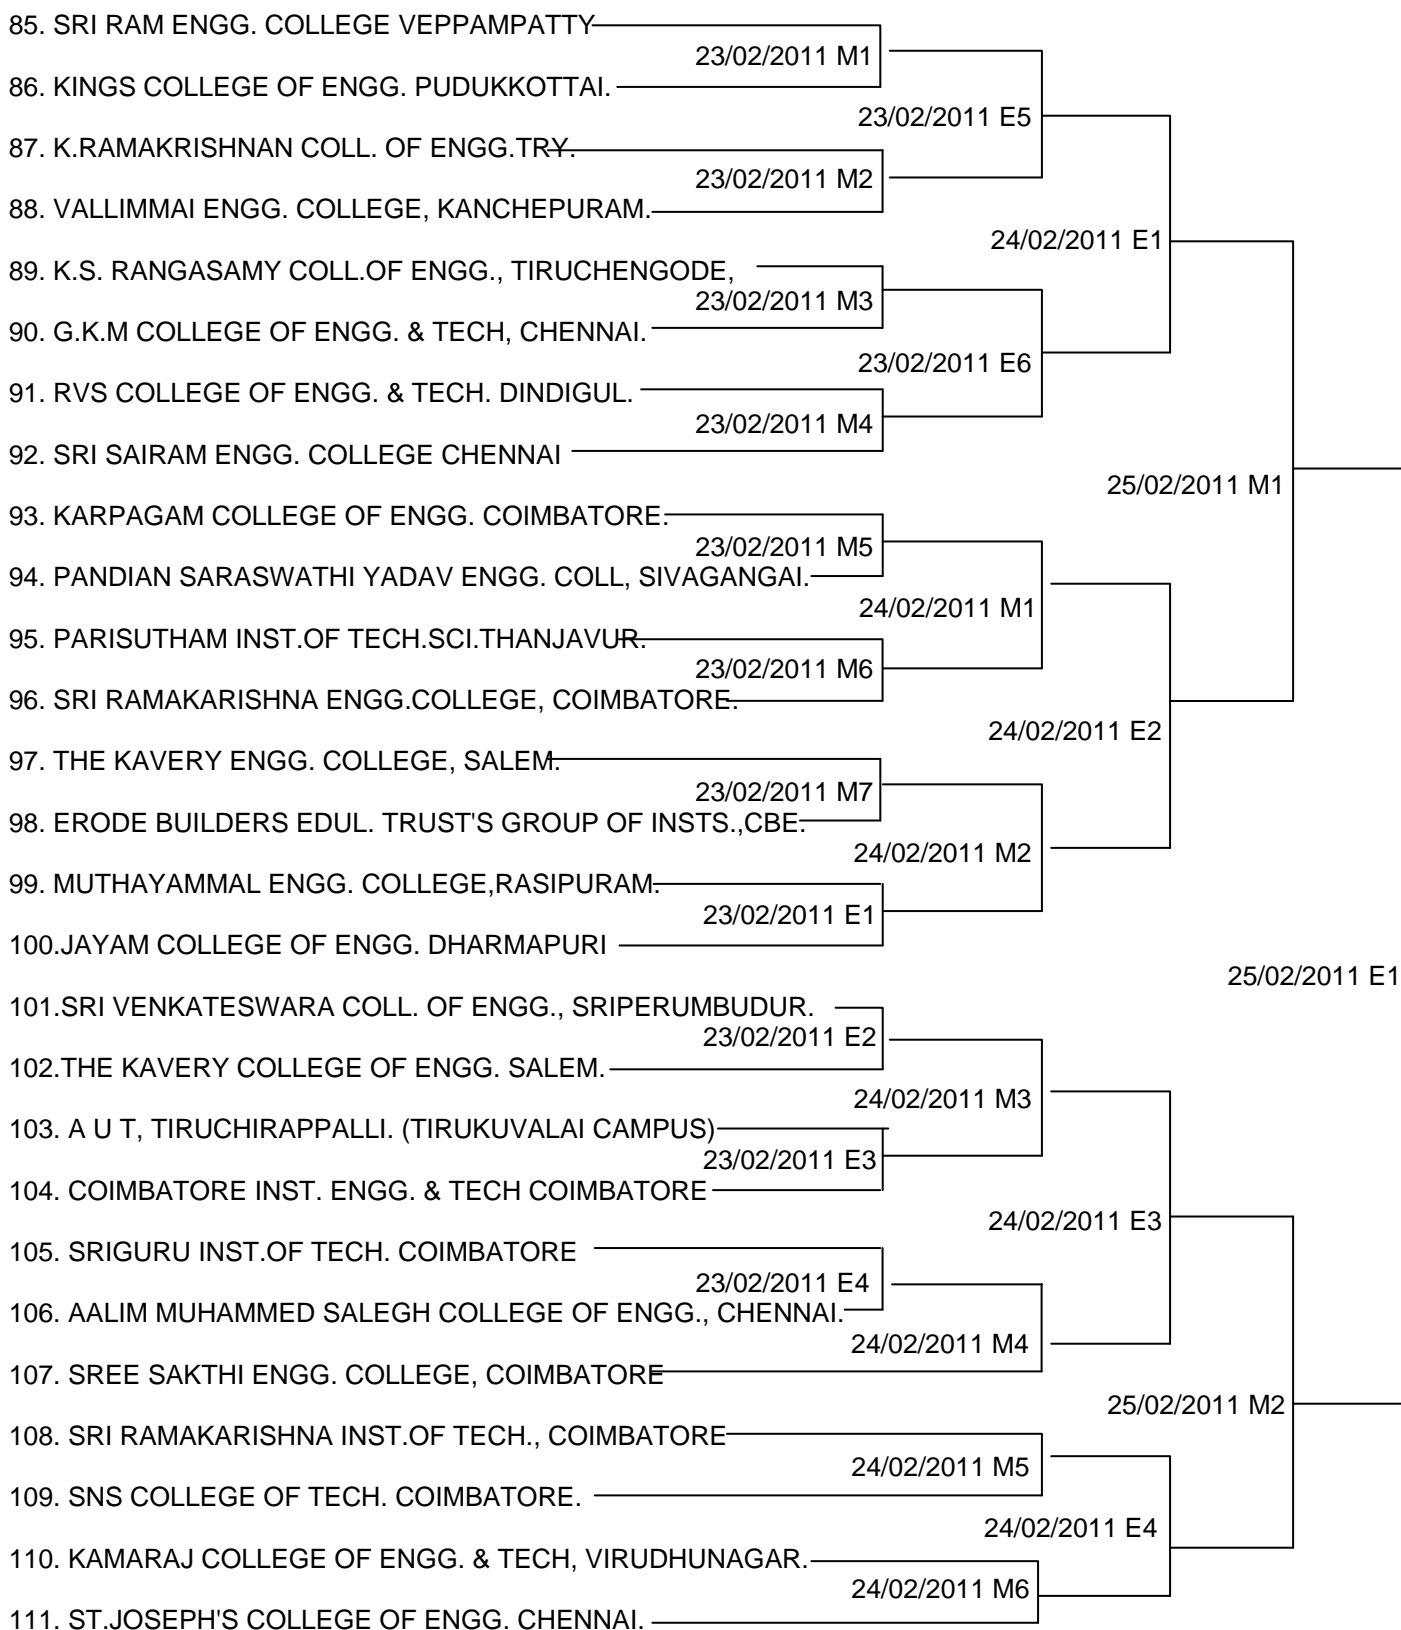 85. SRI RAM ENGG. COLLEGE VEPPAMPATTY
23/02/2011 M1
86. KINGS COLLEGE OF ENGG. PUDUKKOTTAI.
23/02/2011 E5
87. K.RAMAKRISHNAN COLL. OF ENGG.TRY.
23/02/2011 M2
88. VALLIMMAI ENGG. COLLEGE, KANCHEPURAM.
24/02/2011 E1
89. K.S. RANGASAMY COLL.OF ENGG., TIRUCHENGODE,
23/02/2011 M3
90. G.K.M COLLEGE OF ENGG. & TECH, CHENNAI.
23/02/2011 E6
91. RVS COLLEGE OF ENGG. & TECH. DINDIGUL.
23/02/2011 M4
92. SRI SAIRAM ENGG. COLLEGE CHENNAI
25/02/2011 M1
93. KARPAGAM COLLEGE OF ENGG. COIMBATORE.
23/02/2011 M5
94. PANDIAN SARASWATHI YADAV ENGG. COLL, SIVAGANGAI.
24/02/2011 M1
95. PARISUTHAM INST.OF TECH.SCI.THANJAVUR.
23/02/2011 M6
96. SRI RAMAKARISHNA ENGG.COLLEGE, COIMBATORE.
24/02/2011 E2
97. THE KAVERY ENGG. COLLEGE, SALEM.
23/02/2011 M7
98. ERODE BUILDERS EDUL. TRUST'S GROUP OF INSTS.,CBE.
24/02/2011 M2
99. MUTHAYAMMAL ENGG. COLLEGE,RASIPURAM.
23/02/2011 E1
100.JAYAM COLLEGE OF ENGG. DHARMAPURI
25/02/2011 E1
101.SRI VENKATESWARA COLL. OF ENGG., SRIPERUMBUDUR.
23/02/2011 E2
102.THE KAVERY COLLEGE OF ENGG. SALEM.
24/02/2011 M3
103. A U T, TIRUCHIRAPPALLI. (TIRUKUVALAI CAMPUS)
23/02/2011 E3
104. COIMBATORE INST. ENGG. & TECH COIMBATORE
24/02/2011 E3
105. SRIGURU INST.OF TECH. COIMBATORE
23/02/2011 E4
106. AALIM MUHAMMED SALEGH COLLEGE OF ENGG., CHENNAI.
24/02/2011 M4
107. SREE SAKTHI ENGG. COLLEGE, COIMBATORE
25/02/2011 M2
108. SRI RAMAKARISHNA INST.OF TECH., COIMBATORE
24/02/2011 M5
109. SNS COLLEGE OF TECH. COIMBATORE.
24/02/2011 E4
110. KAMARAJ COLLEGE OF ENGG. & TECH, VIRUDHUNAGAR.
24/02/2011 M6
111. ST.JOSEPH'S COLLEGE OF ENGG. CHENNAI.